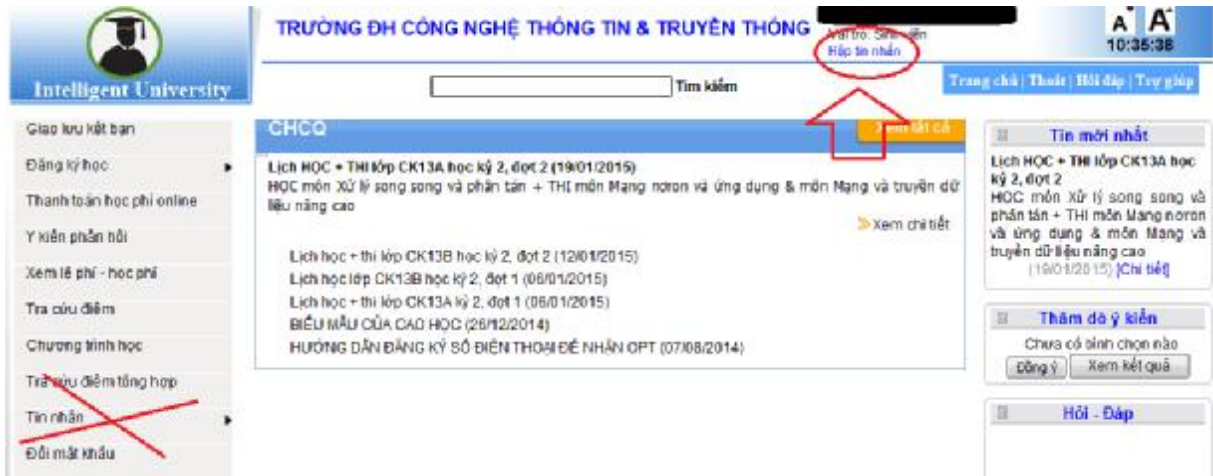 TRƯỜNG ĐH CÔNG NGHỆ THÔNG TIN & TRUYỀN THÔNG
Vai trò: Sinh viên
Hộp tin nhắn
A A
10:35:38
Intelligent University
Tìm kiếm
Trang chủ | Thoát | Hỏi đáp | Trợ giúp
Giao lưu kết bạn
Đăng ký học
Thanh toán học phí online
Ý kiến phản hồi
Xem lệ phí - học phí
Tra cứu điểm
Chương trình học
Tra cứu điểm tổng hợp
Tin nhắn
Đổi mật khẩu
CHCQ
Xem tất cả
Lịch HỌC + THI lớp CK13A học kỳ 2, đợt 2 (19/01/2015)
HỌC môn Xử lý song song và phân tán + THI môn Mạng nơron và ứng dụng & môn Mạng và truyền dữ
liệu nâng cao
Xem chi tiết
Lịch học + thi lớp CK13B học kỳ 2, đợt 2 (12/01/2015)
Lịch học lớp CK13B học kỳ 2, đợt 1 (06/01/2015)
Lịch học + thi lớp CK13A kỳ 2, đợt 1 (06/01/2015)
BIỂU MẪU CỦA CAO HỌC (26/12/2014)
HƯỚNG DẪN ĐĂNG KÝ SỐ ĐIỆN THOẠI ĐỂ NHẬN OPT (07/08/2014)
Tin mới nhất
Lịch HỌC + THI lớp CK13A học
kỳ 2, đợt 2
HỌC môn Xử lý song song và
phân tán + THI môn Mạng nơron
và ứng dụng & môn Mạng và
truyền dữ liệu nâng cao
(19/01/2015) [Chi tiết]
Thăm dò ý kiến
Chưa có bình chọn nào
Đồng ý Xem kết quả
Hỏi - Đáp